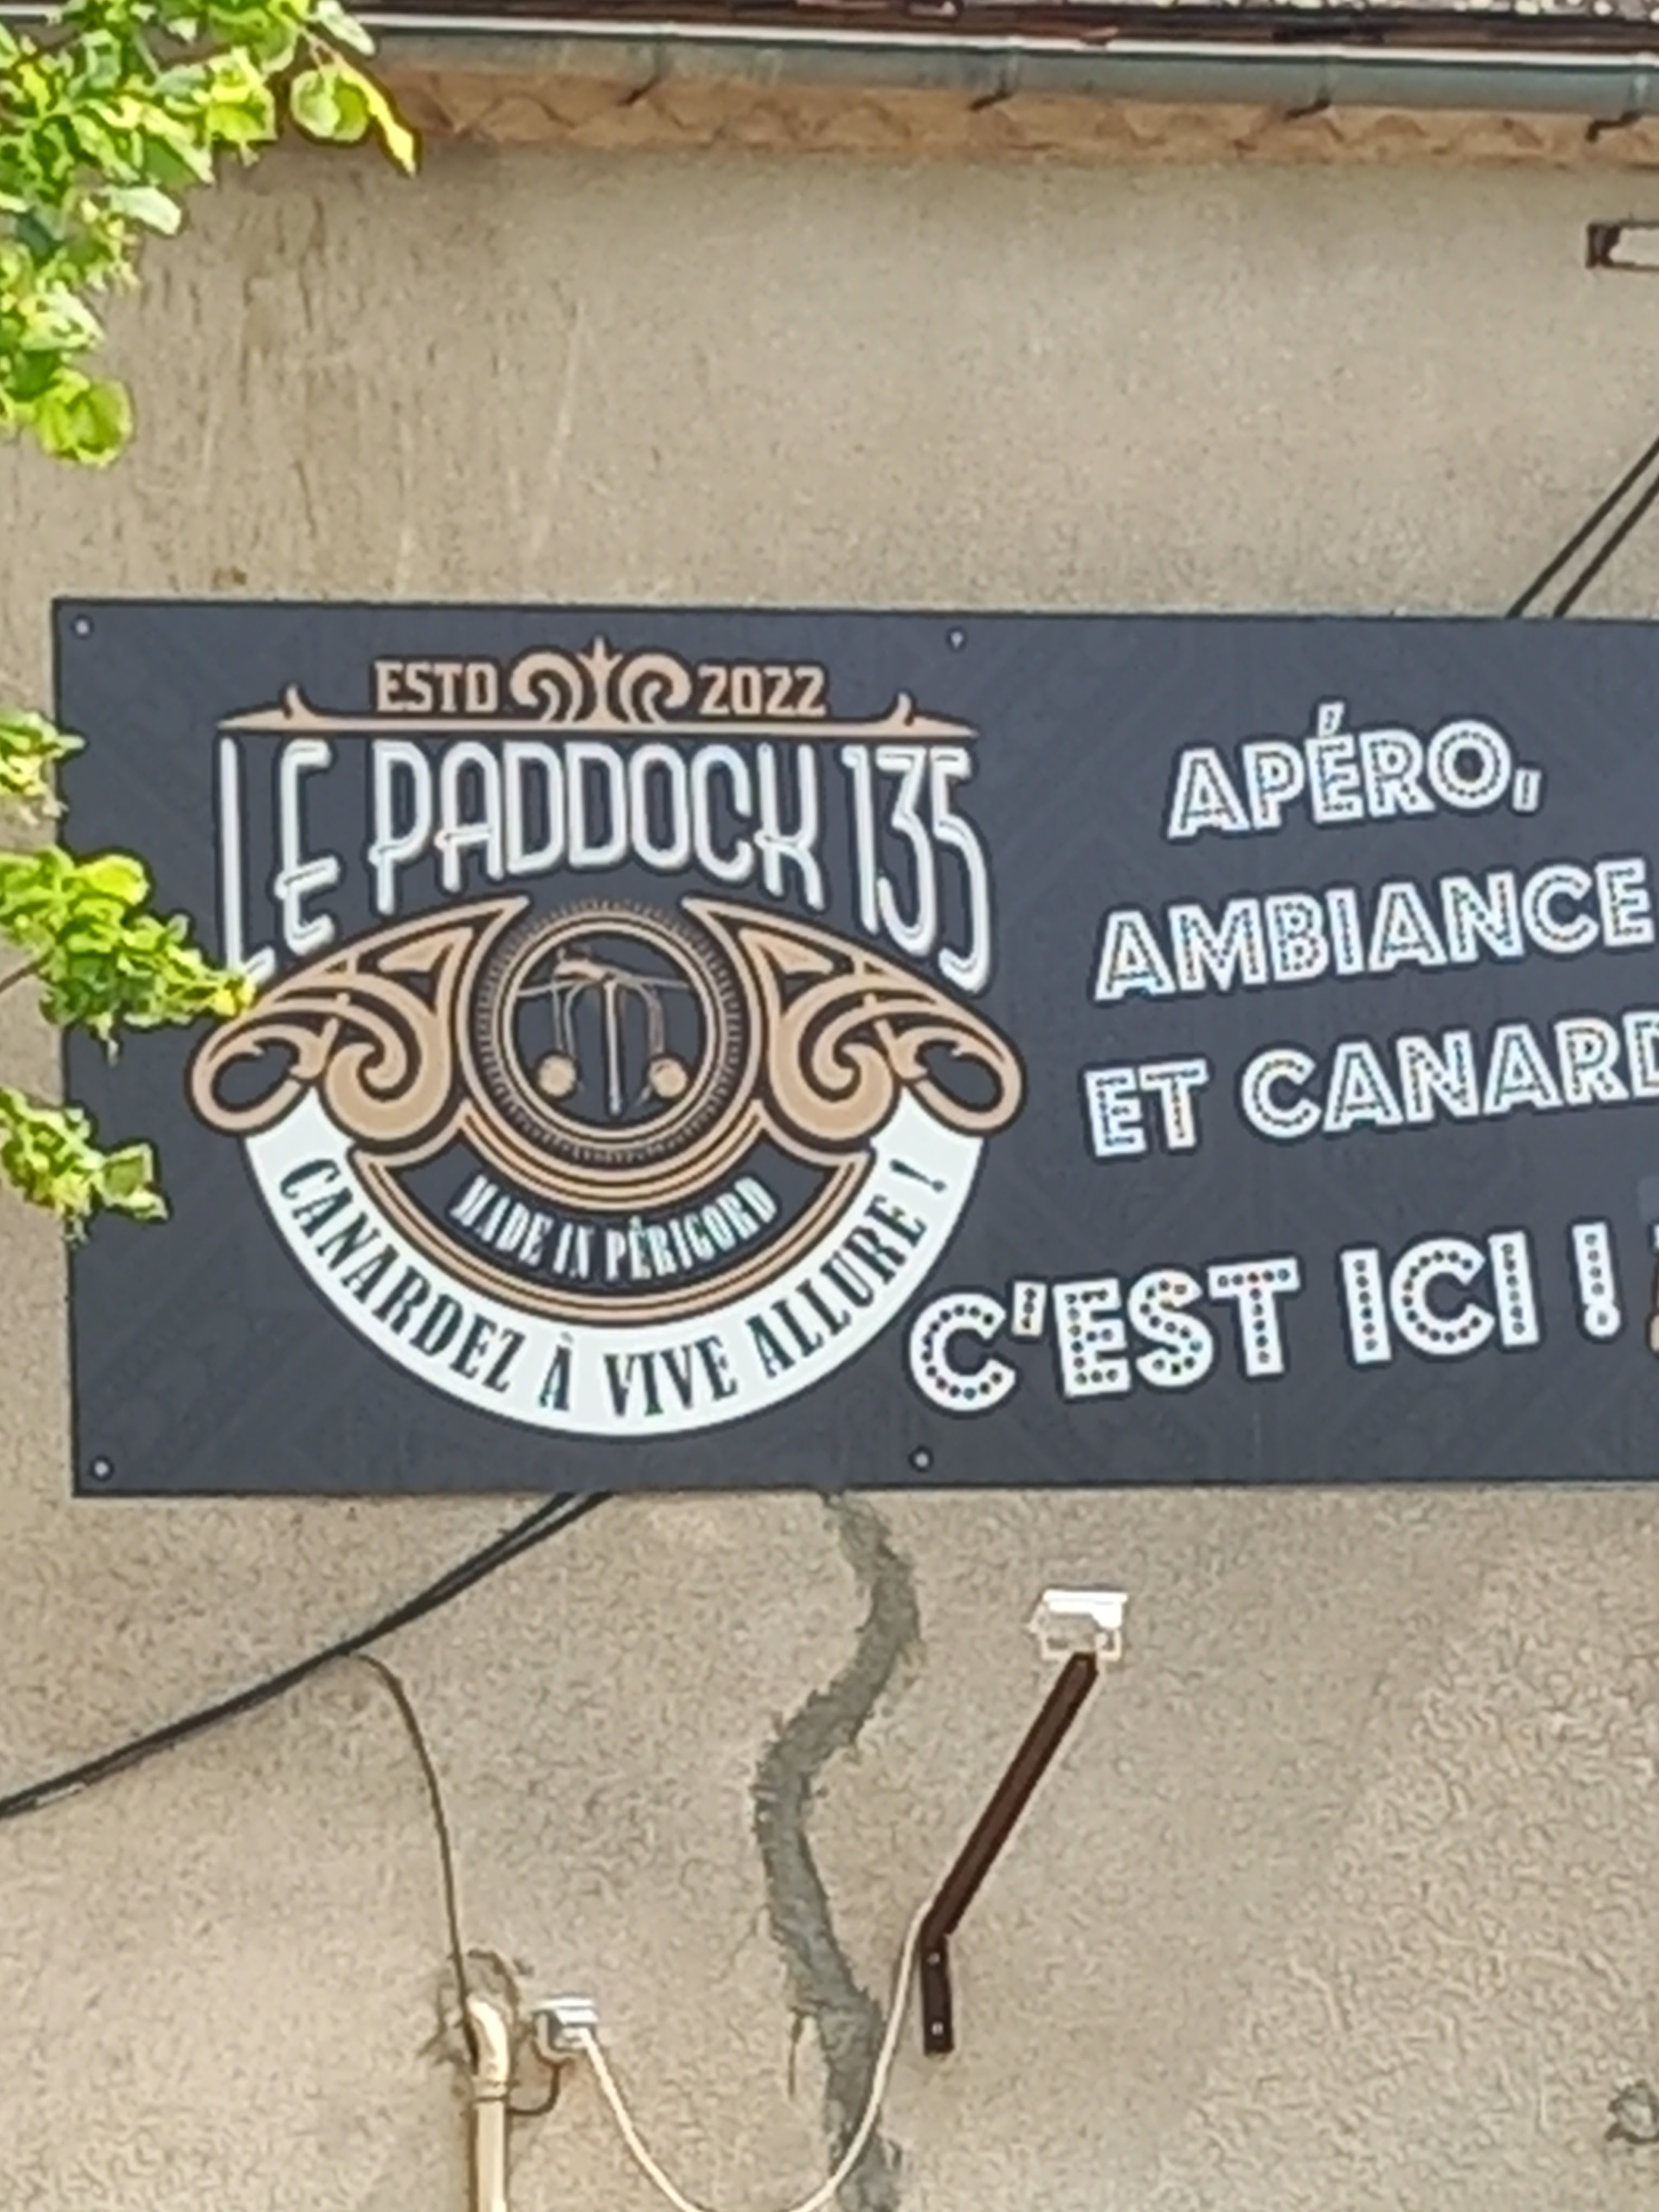 ESTD 2022
LE PADDOCK 135
MADE IN PÉRIGORD
CANARDEZ À VIVE ALLURE !
APÉRO,
AMBIANCE
ET CANARD
C'EST ICI !